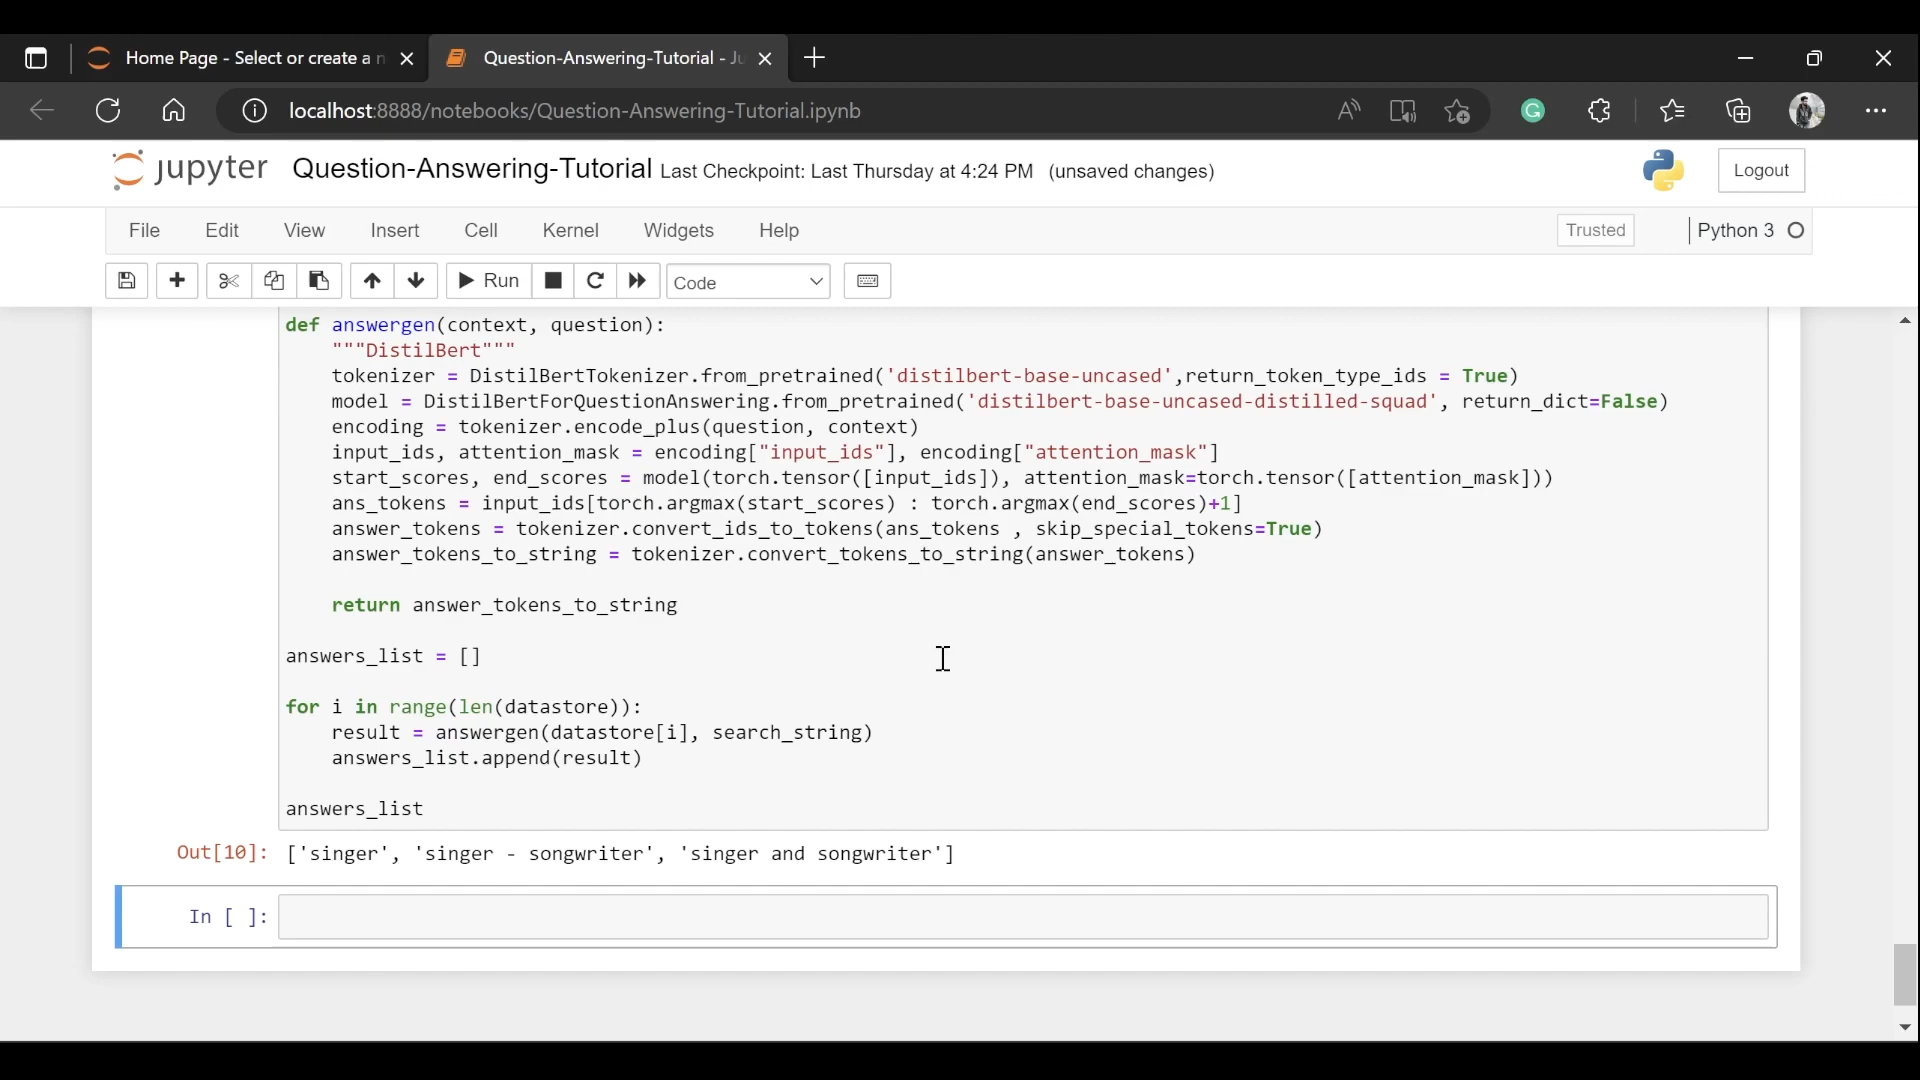 Home Page - Select or create a n
Question-Answering-Tutorial - Ju
localhost:8888/notebooks/Question-Answering-Tutorial.ipynb
jupyter Question-Answering-Tutorial Last Checkpoint: Last Thursday at 4:24 PM (unsaved changes)
Logout
File Edit View Insert Cell Kernel Widgets Help Trusted Python 3
Run Code
def answergen(context, question):
    """DistilBert"""
    tokenizer = DistilBertTokenizer.from_pretrained('distilbert-base-uncased',return_token_type_ids = True)
    model = DistilBertForQuestionAnswering.from_pretrained('distilbert-base-uncased-distilled-squad', return_dict=False)
    encoding = tokenizer.encode_plus(question, context)
    input_ids, attention_mask = encoding["input_ids"], encoding["attention_mask"]
    start_scores, end_scores = model(torch.tensor([input_ids]), attention_mask=torch.tensor([attention_mask]))
    ans_tokens = input_ids[torch.argmax(start_scores) : torch.argmax(end_scores)+1]
    answer_tokens = tokenizer.convert_ids_to_tokens(ans_tokens , skip_special_tokens=True)
    answer_tokens_to_string = tokenizer.convert_tokens_to_string(answer_tokens)
    return answer_tokens_to_string
answers_list = []
for i in range(len(datastore)):
    result = answergen(datastore[i], search_string)
    answers_list.append(result)
answers_list
Out[10]: ['singer', 'singer - songwriter', 'singer and songwriter']
In [ ]: